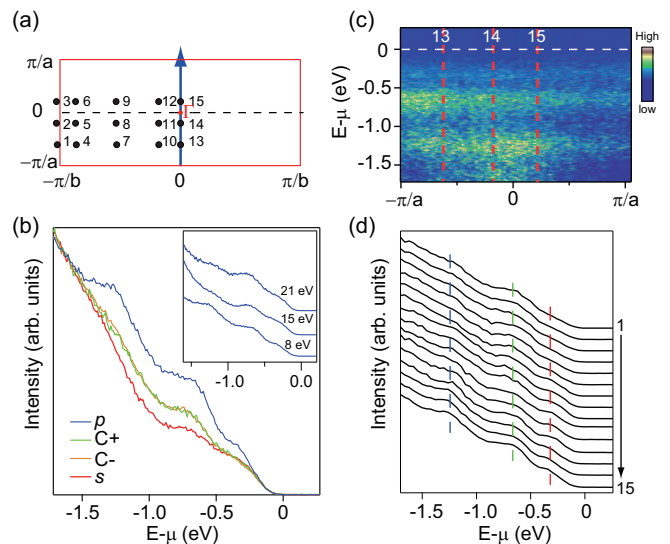 (a)
π/a
0
−π/a
3 6 9 12 15
Γ
2 5 8 11 14
1 4 7 10 13
−π/b 0 π/b
(c)
13 14 15
High
low
E-μ (eV)
0
-0.5
-1.0
-1.5
−π/a 0 π/a
(b)
Intensity (arb. units)
21 eV
15 eV
8 eV
-1.0 0.0
p
C+
C-
s
-1.5 -1.0 -0.5 0
E-μ (eV)
(d)
Intensity (arb. units)
1
15
-1.5 -1.0 -0.5 0
E-μ (eV)